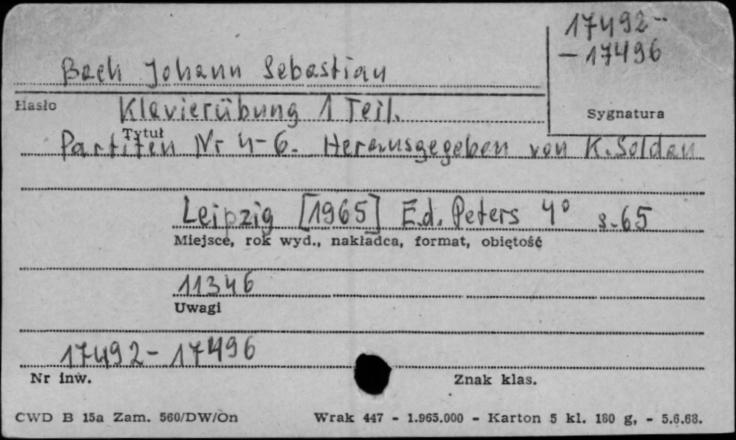 17492-
-17496
Bach Johann Sebastian
Hasło
Klavierübung 1 Teil.
Sygnatura
Tytuł
Partiten Nr 4-6. Herausgegeben von K. Soldan
Leipzig [1965] Ed. Peters 4° s. 65
Miejsce, rok wyd., nakładca, format, objętość
11346
Uwagi
17492-17496
Nr inw.
Znak klas.
CWD B 15a Zam. 560/DW/On Wrak 447 - 1.965.000 - Karton 5 kl. 180 g, - 5.6.68.